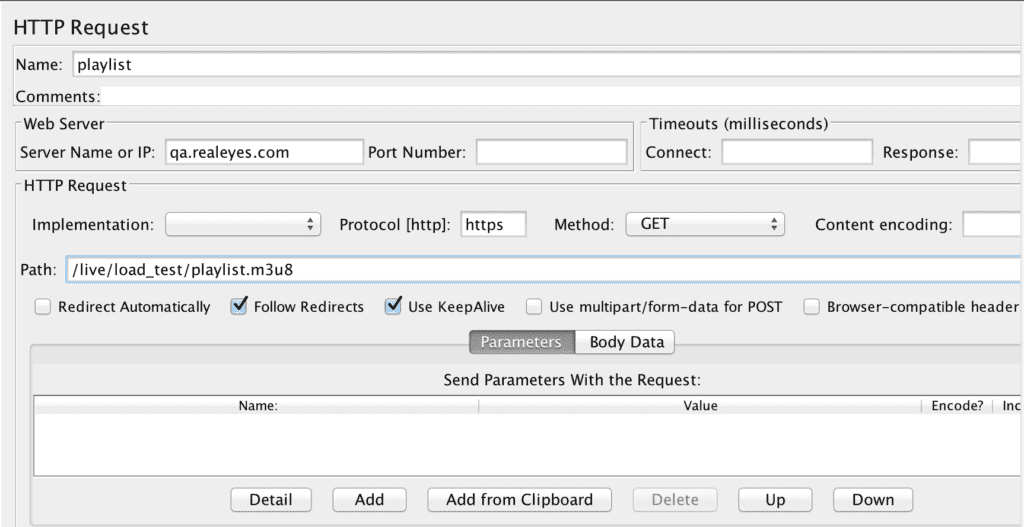 HTTP Request
Name: playlist
Comments:
Web Server
Server Name or IP: qa.realeyes.com Port Number:
Timeouts (milliseconds)
Connect: Response:
HTTP Request
Implementation: Protocol [http]: https Method: GET Content encoding:
Path: /live/load_test/playlist.m3u8
Redirect Automatically Follow Redirects Use KeepAlive Use multipart/form-data for POST Browser-compatible header
Parameters Body Data
Send Parameters With the Request:
Name: Value Encode? Inc
Detail Add Add from Clipboard Delete Up Down